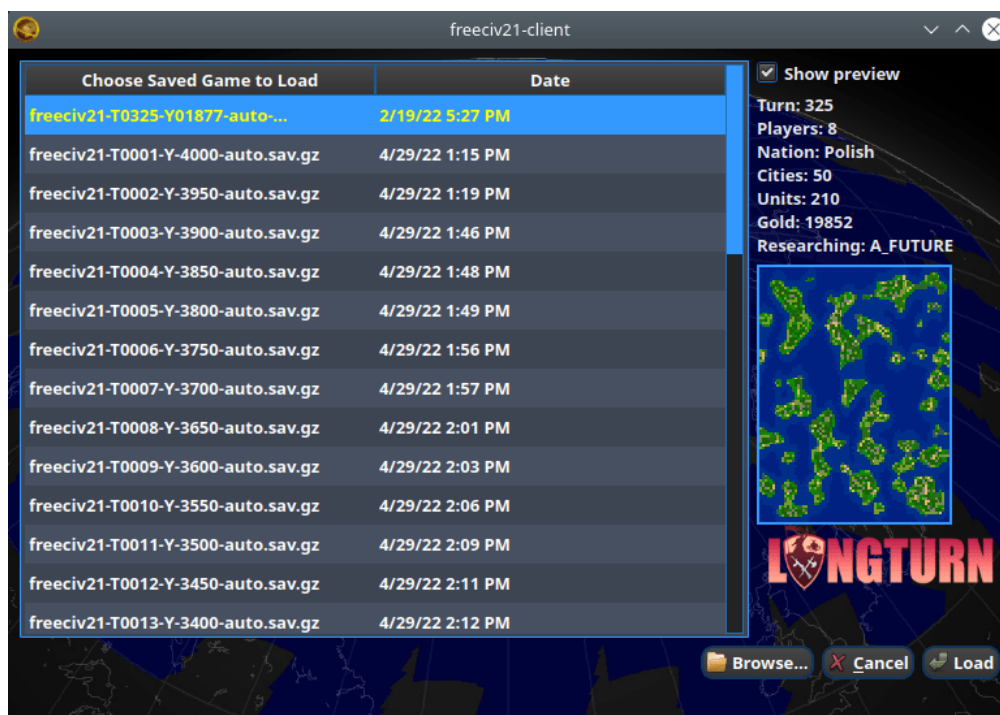 freeciv21-client
Choose Saved Game to Load Date
freeciv21-T0325-Y01877-auto-... 2/19/22 5:27 PM
freeciv21-T0001-Y-4000-auto.sav.gz 4/29/22 1:15 PM
freeciv21-T0002-Y-3950-auto.sav.gz 4/29/22 1:19 PM
freeciv21-T0003-Y-3900-auto.sav.gz 4/29/22 1:46 PM
freeciv21-T0004-Y-3850-auto.sav.gz 4/29/22 1:48 PM
freeciv21-T0005-Y-3800-auto.sav.gz 4/29/22 1:49 PM
freeciv21-T0006-Y-3750-auto.sav.gz 4/29/22 1:56 PM
freeciv21-T0007-Y-3700-auto.sav.gz 4/29/22 1:57 PM
freeciv21-T0008-Y-3650-auto.sav.gz 4/29/22 2:01 PM
freeciv21-T0009-Y-3600-auto.sav.gz 4/29/22 2:03 PM
freeciv21-T0010-Y-3550-auto.sav.gz 4/29/22 2:06 PM
freeciv21-T0011-Y-3500-auto.sav.gz 4/29/22 2:09 PM
freeciv21-T0012-Y-3450-auto.sav.gz 4/29/22 2:11 PM
freeciv21-T0013-Y-3400-auto.sav.gz 4/29/22 2:12 PM
Show preview
Turn: 325
Players: 8
Nation: Polish
Cities: 50
Units: 210
Gold: 19852
Researching: A_FUTURE
LONGTURN
Browse... Cancel Load